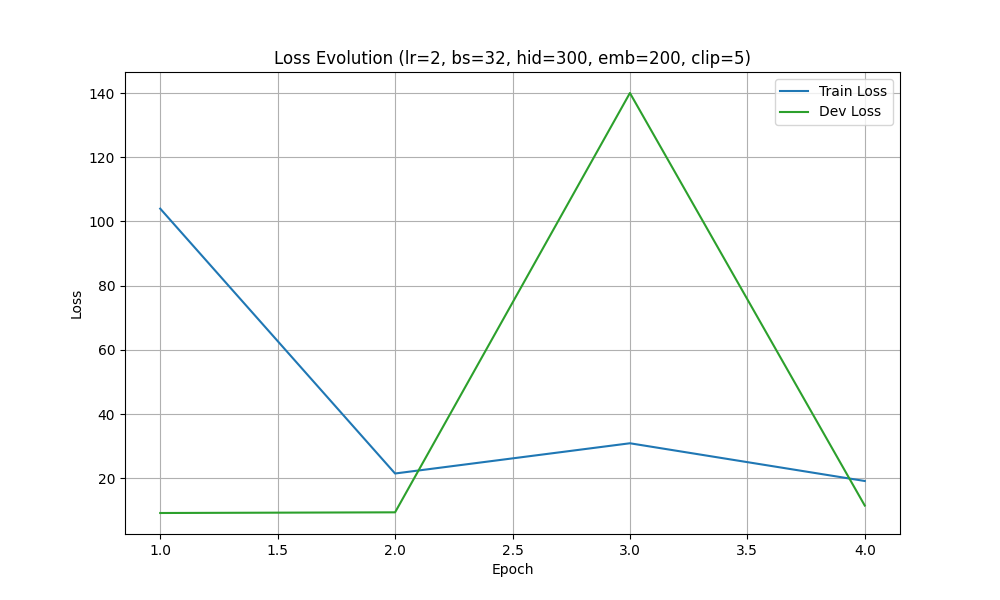 Loss Evolution (lr=2, bs=32, hid=300, emb=200, clip=5)
Train Loss
Dev Loss
140
120
100
80
60
40
20
Loss
1.0 1.5 2.0 2.5 3.0 3.5 4.0
Epoch